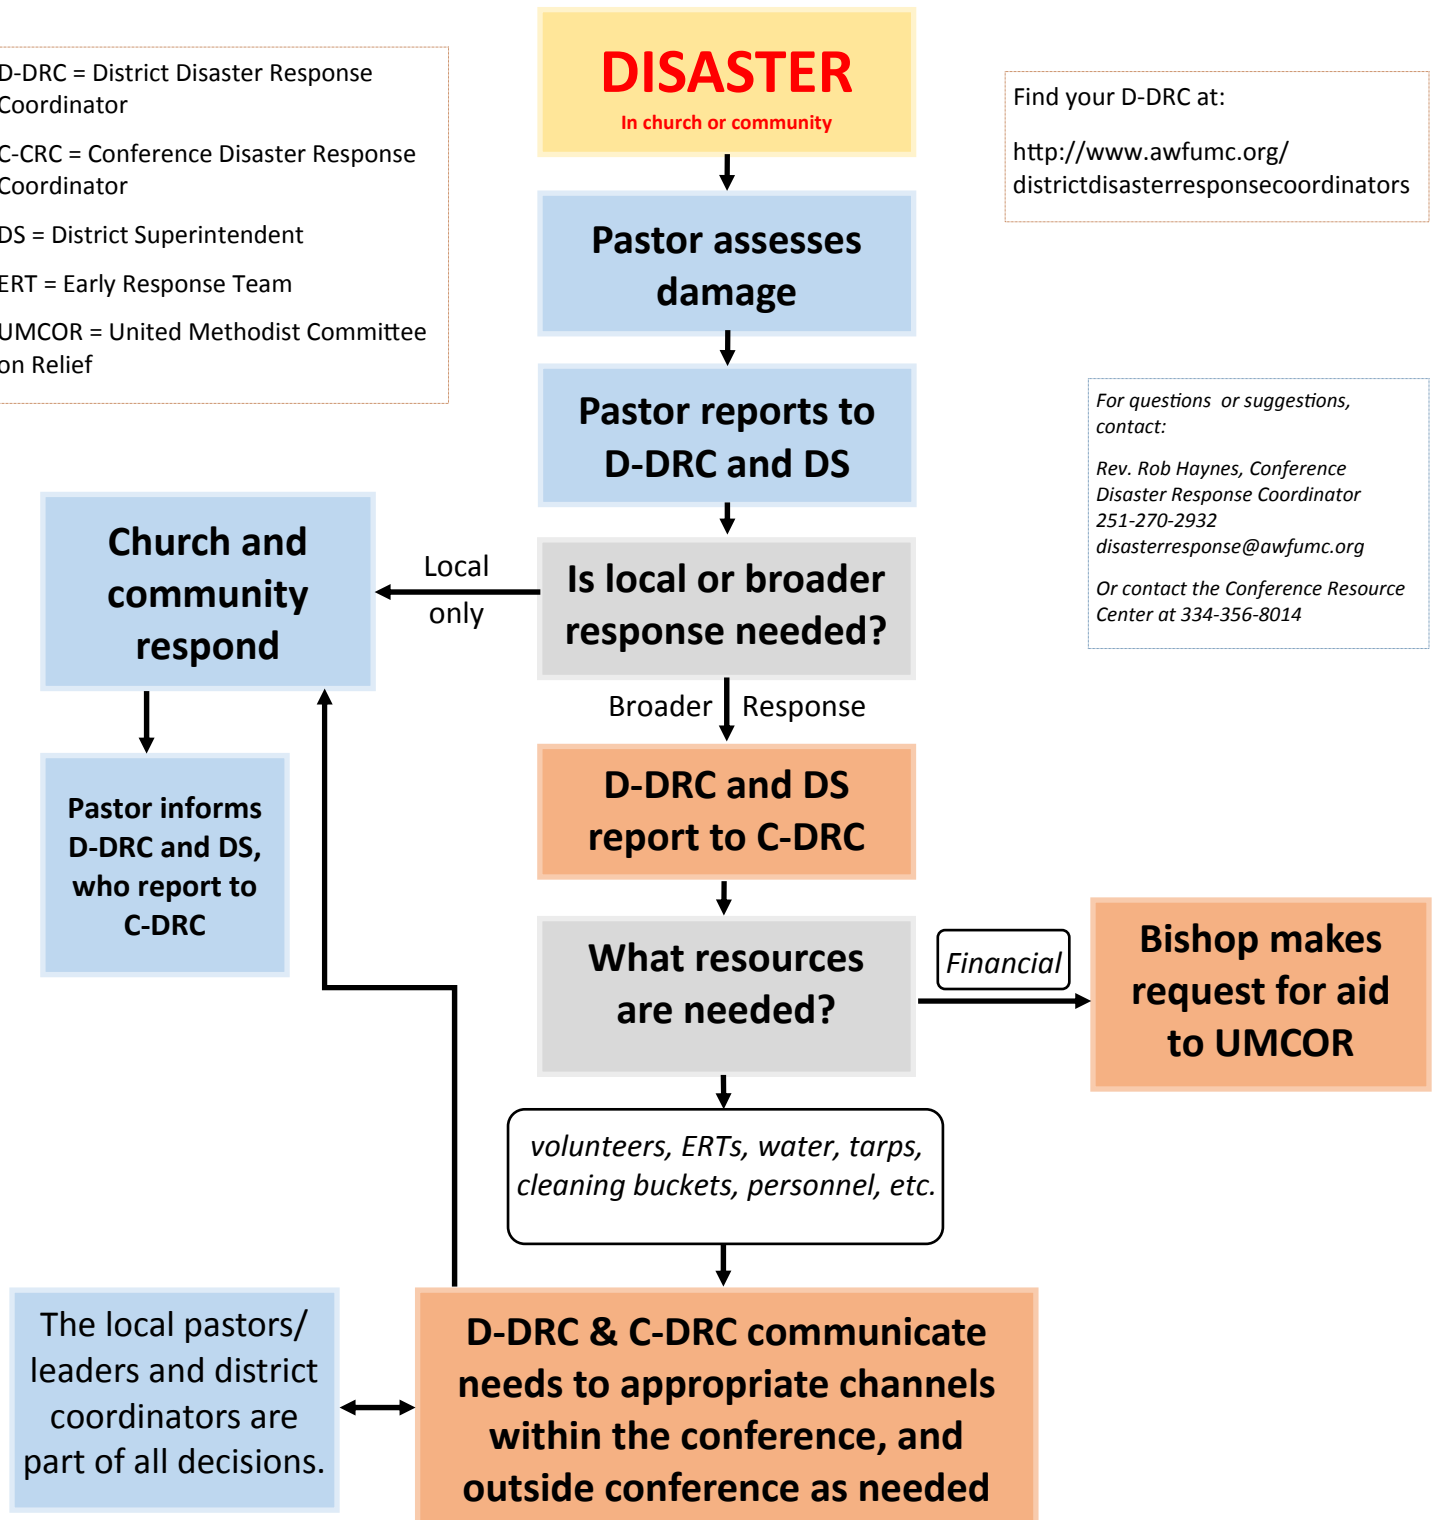 D-DRC = District Disaster Response
Coordinator
C-CRC = Conference Disaster Response
Coordinator
DS = District Superintendent
ERT = Early Response Team
UMCOR = United Methodist Committee
on Relief
DISASTER
In church or community
Find your D-DRC at:
http://www.awfumc.org/
districtdisasterresponsecoordinators
Pastor assesses
damage
Pastor reports to
D-DRC and DS
For questions or suggestions,
contact:
Rev. Rob Haynes, Conference
Disaster Response Coordinator
251-270-2932
disasterresponse@awfumc.org
Or contact the Conference Resource
Center at 334-356-8014
Is local or broader
response needed?
Local
only
Church and
community
respond
Pastor informs
D-DRC and DS,
who report to
C-DRC
Broader Response
D-DRC and DS
report to C-DRC
What resources
are needed?
Financial
Bishop makes
request for aid
to UMCOR
volunteers, ERTs, water, tarps,
cleaning buckets, personnel, etc.
The local pastors/
leaders and district
coordinators are
part of all decisions.
D-DRC & C-DRC communicate
needs to appropriate channels
within the conference, and
outside conference as needed